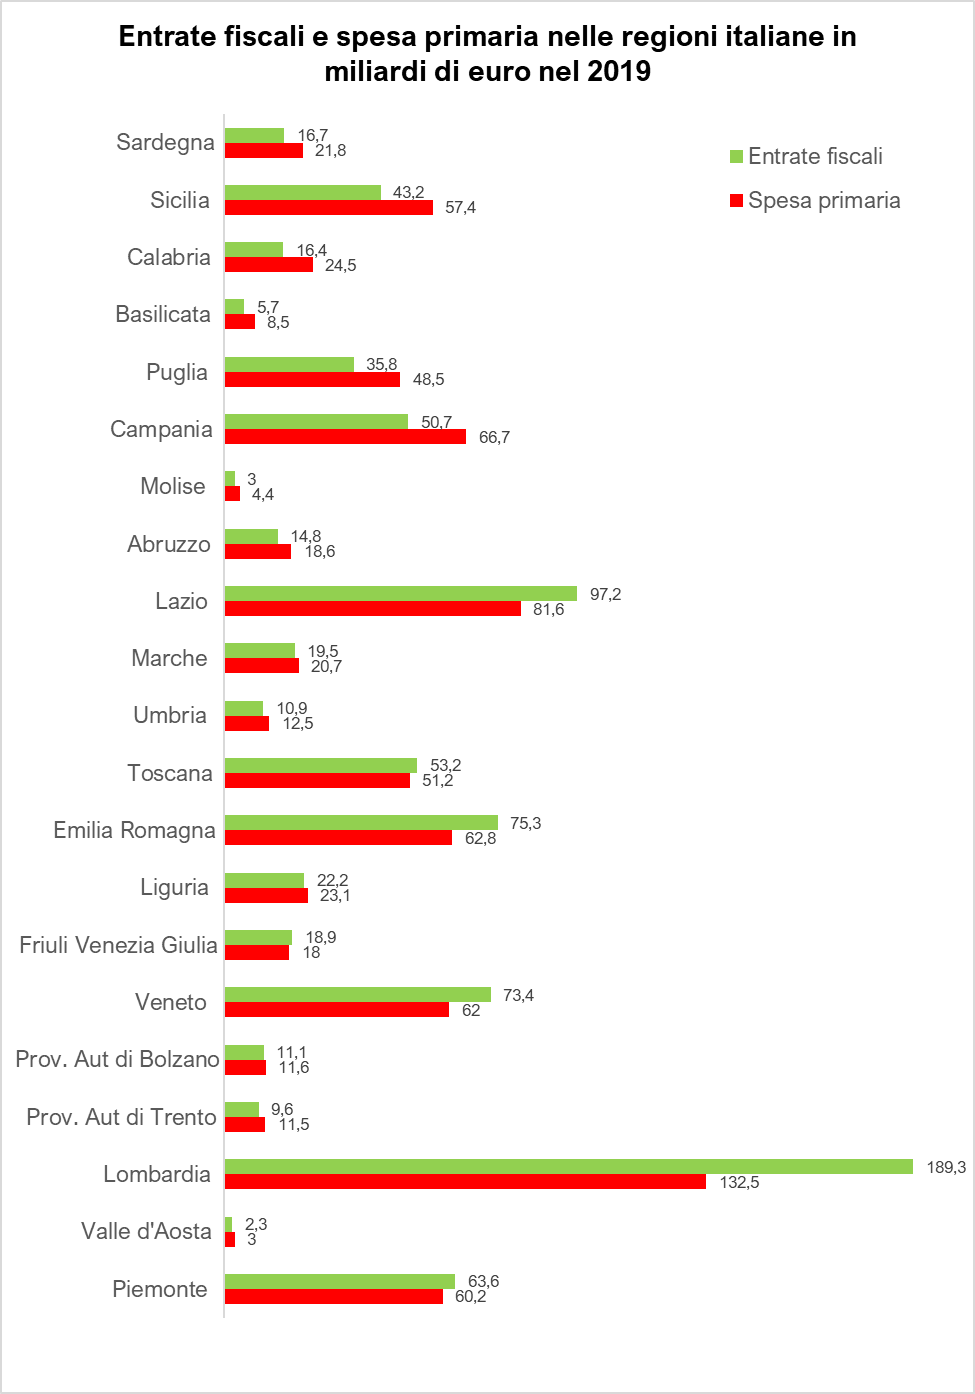 Entrate fiscali e spesa primaria nelle regioni italiane in
miliardi di euro nel 2019
Entrate fiscali
Spesa primaria
Sardegna
16,7
21,8
Sicilia
43,2
57,4
Calabria
16,4
24,5
Basilicata
5,7
8,5
Puglia
35,8
48,5
Campania
50,7
66,7
Molise
3
4,4
Abruzzo
14,8
18,6
Lazio
97,2
81,6
Marche
19,5
20,7
Umbria
10,9
12,5
Toscana
53,2
51,2
Emilia Romagna
75,3
62,8
Liguria
22,2
23,1
Friuli Venezia Giulia
18,9
18
Veneto
73,4
62
Prov. Aut di Bolzano
11,1
11,6
Prov. Aut di Trento
9,6
11,5
Lombardia
189,3
132,5
Valle d'Aosta
2,3
3
Piemonte
63,6
60,2